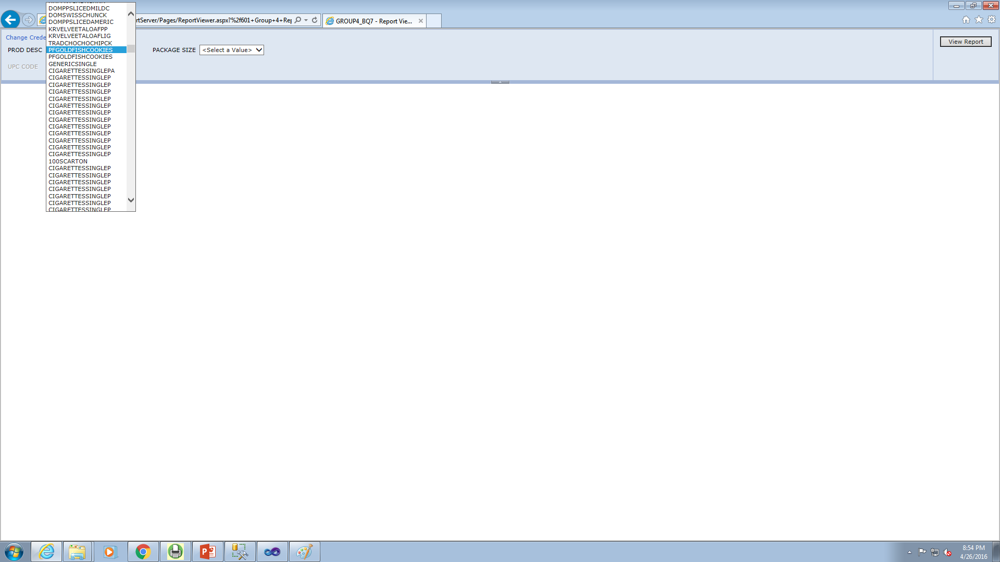 rtServer/Pages/ReportViewer.aspx?%2f601+Group+4+Rep
GROUP4_BQ7 - Report Vie...
Change Crede
View Report
PROD DESC
PACKAGE SIZE
<Select a Value>
UPC CODE
DOMPPSLICEDMILDC
DOMSWISSCHUNCK
DOMPPSLICEDAMERIC
KRVELVEETALOAFPP
KRVELVEETALOAFLIG
TRADCHOCHOCHIPCK
PFGOLDFISHCOOKIES
PFGOLDFISHCOOKIES
GENERICSINGLE
CIGARETTESSINGLEPA
CIGARETTESSINGLEP
CIGARETTESSINGLEP
CIGARETTESSINGLEP
CIGARETTESSINGLEP
CIGARETTESSINGLEP
CIGARETTESSINGLEP
CIGARETTESSINGLEP
CIGARETTESSINGLEP
CIGARETTESSINGLEP
CIGARETTESSINGLEP
CIGARETTESSINGLEP
CIGARETTESSINGLEP
100SCARTON
CIGARETTESSINGLEP
CIGARETTESSINGLEP
CIGARETTESSINGLEP
CIGARETTESSINGLEP
CIGARETTESSINGLEP
CIGARETTESSINGLEP
CIGARETTESSINGLEP
8:54 PM
4/26/2016